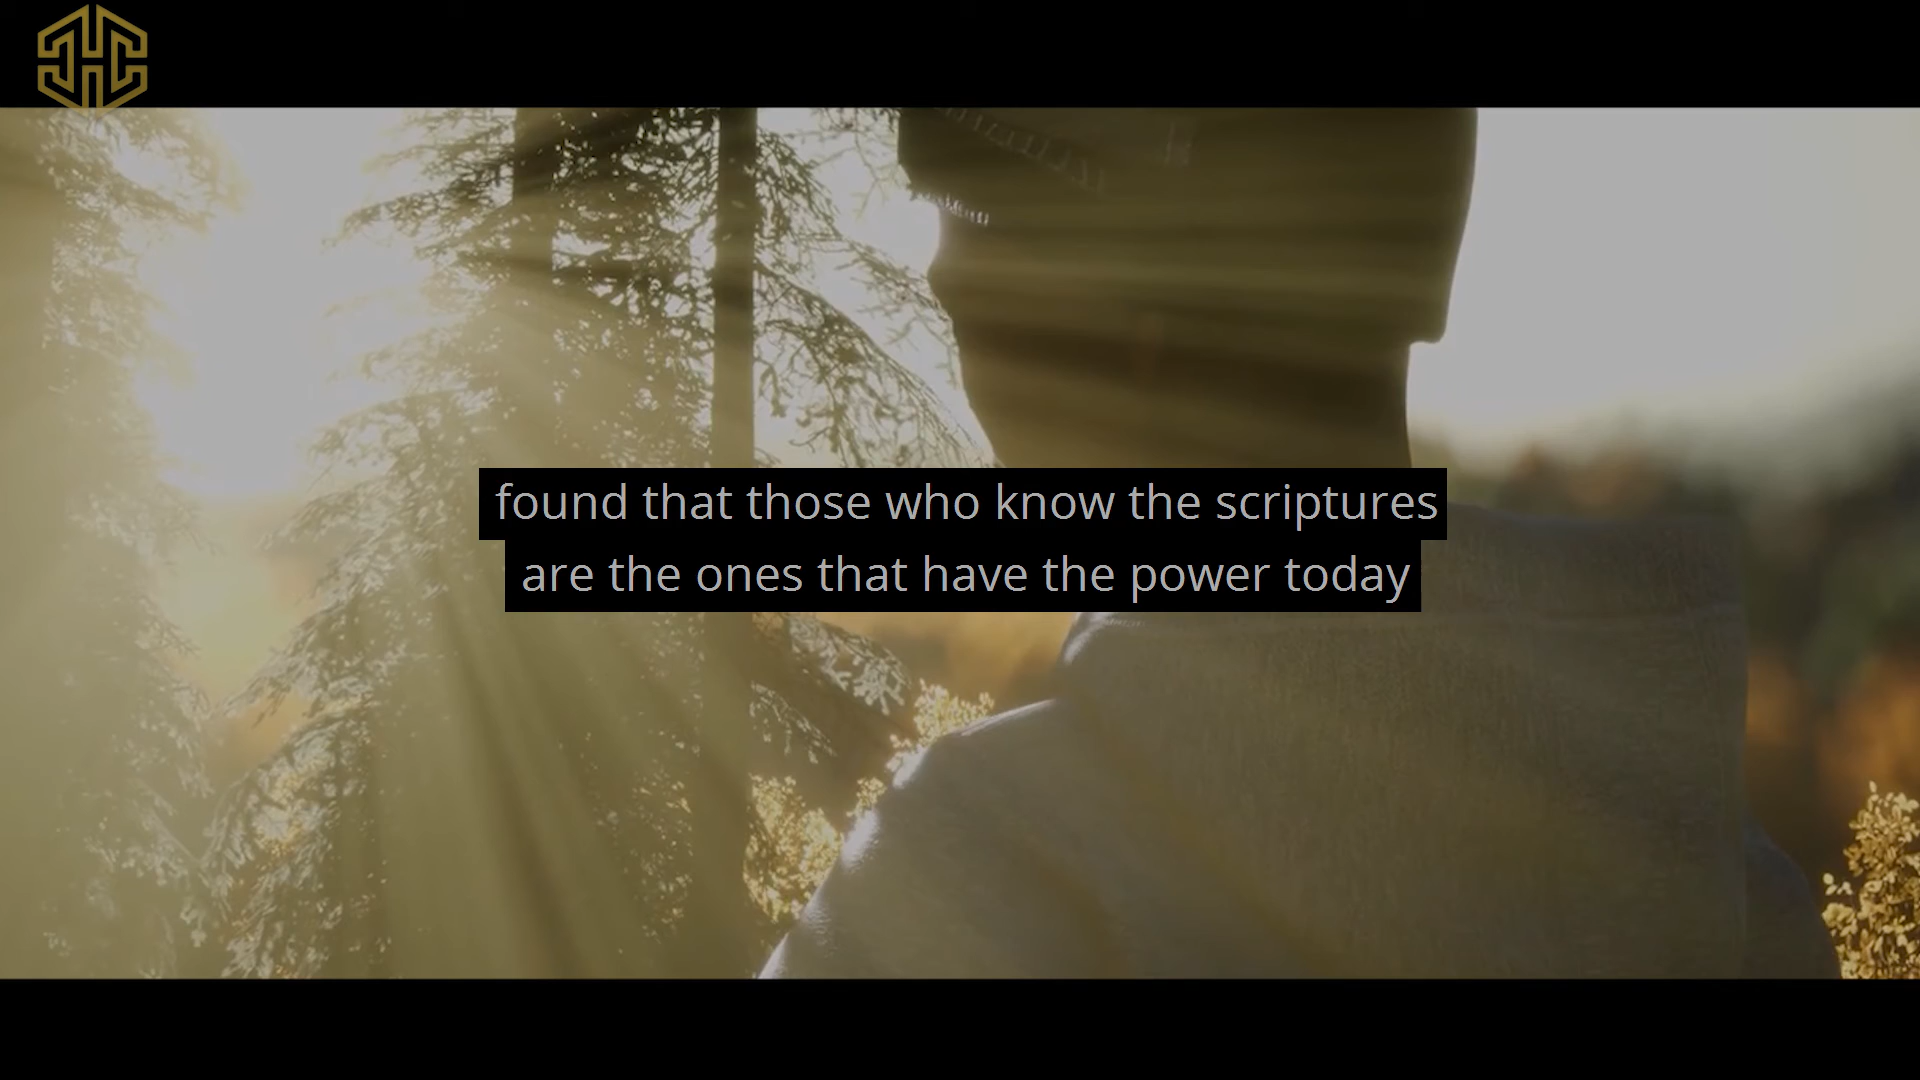 found that those who know the scriptures
are the ones that have the power today